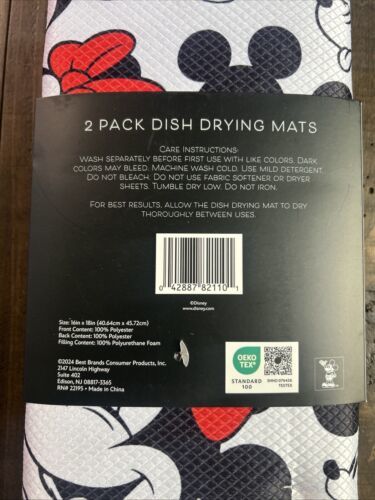 2 PACK DISH DRYING MATS
CARE INSTRUCTIONS:
WASH SEPARATELY BEFORE FIRST USE WITH LIKE COLORS. DARK
COLORS MAY BLEED. MACHINE WASH COLD. USE MILD DETERGENT.
DO NOT BLEACH. DO NOT USE FABRIC SOFTENER OR DRYER
SHEETS. TUMBLE DRY LOW. DO NOT IRON.
FOR BEST RESULTS, ALLOW THE DISH DRYING MAT TO DRY
THOROUGHLY BETWEEN USES.
0 42887 82110 1
©Disney
www.disney.com
Size: 16in x 18in (40.64cm x 45.72cm)
Front Content: 100% Polyester
Back Content: 100% Polyester
Filling Content: 100% Polyurethane Foam
©2024 Best Brands Consumer Products, Inc.
2147 Lincoln Highway
Suite 402
Edison, NJ 08817-3365
RN# 22195 • Made in China
OEKO
TEX®
STANDARD
100
TESTEX